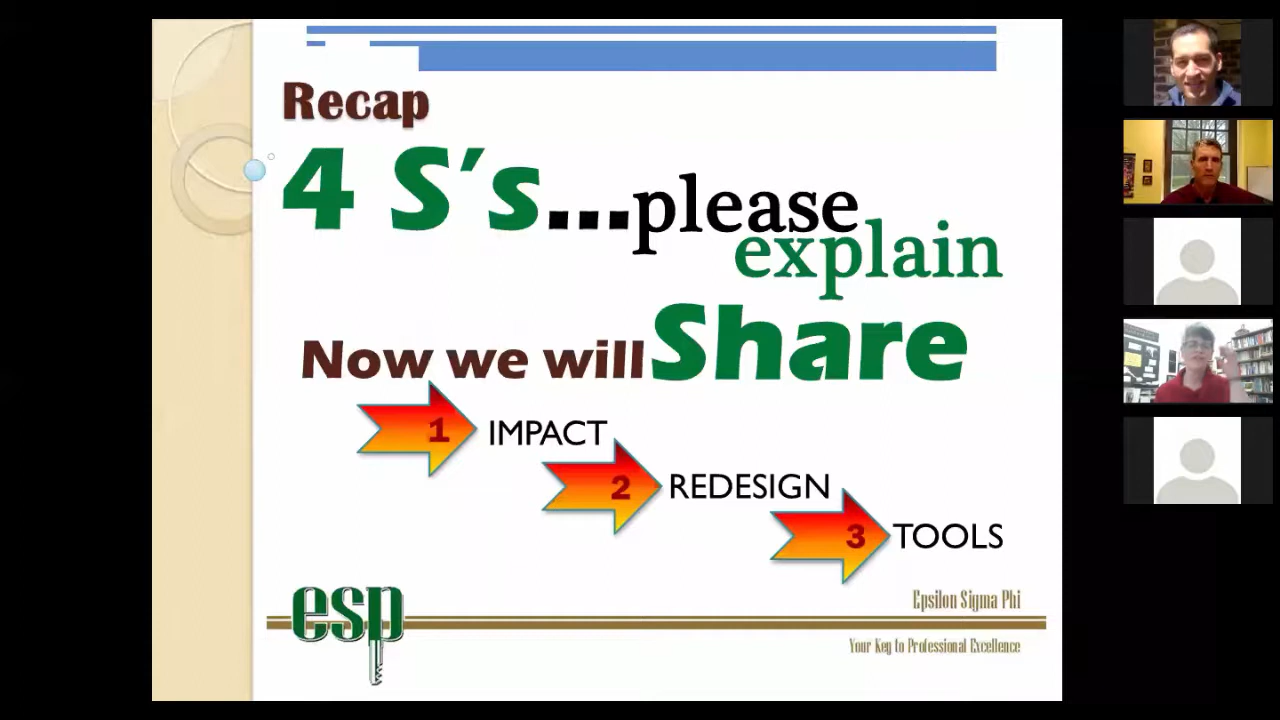 Recap
4 S's...please
explain
Now we will Share
1 IMPACT
2 REDESIGN
3 TOOLS
esp
Epsilon Sigma Phi
Your Key to Professional Excellence